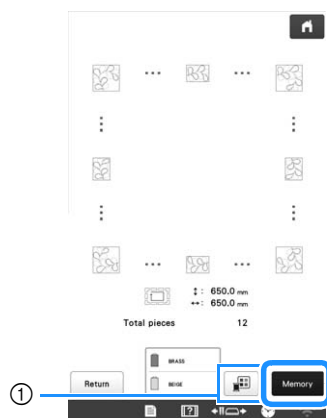 ... ...
↕ : 650.0 mm
↔ : 650.0 mm
Total pieces 12
BRASS
BEIGE
Return
Memory
①